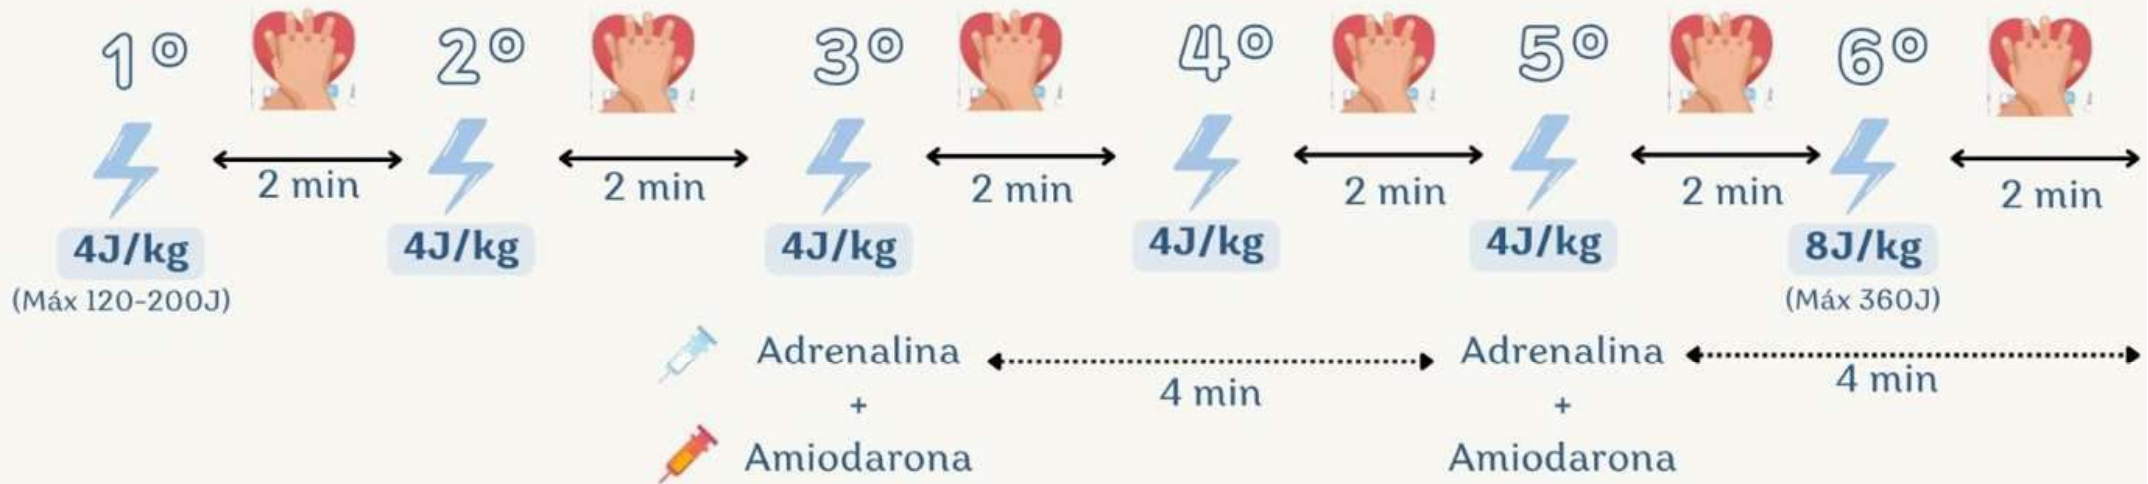 1º 2º 3º 4º 5º 6º
2 min 2 min 2 min 2 min 2 min 2 min
4J/kg 4J/kg 4J/kg 4J/kg 4J/kg 8J/kg
(Máx 120-200J) (Máx 360J)
Adrenalina Adrenalina
4 min 4 min
+ +
Amiodarona Amiodarona